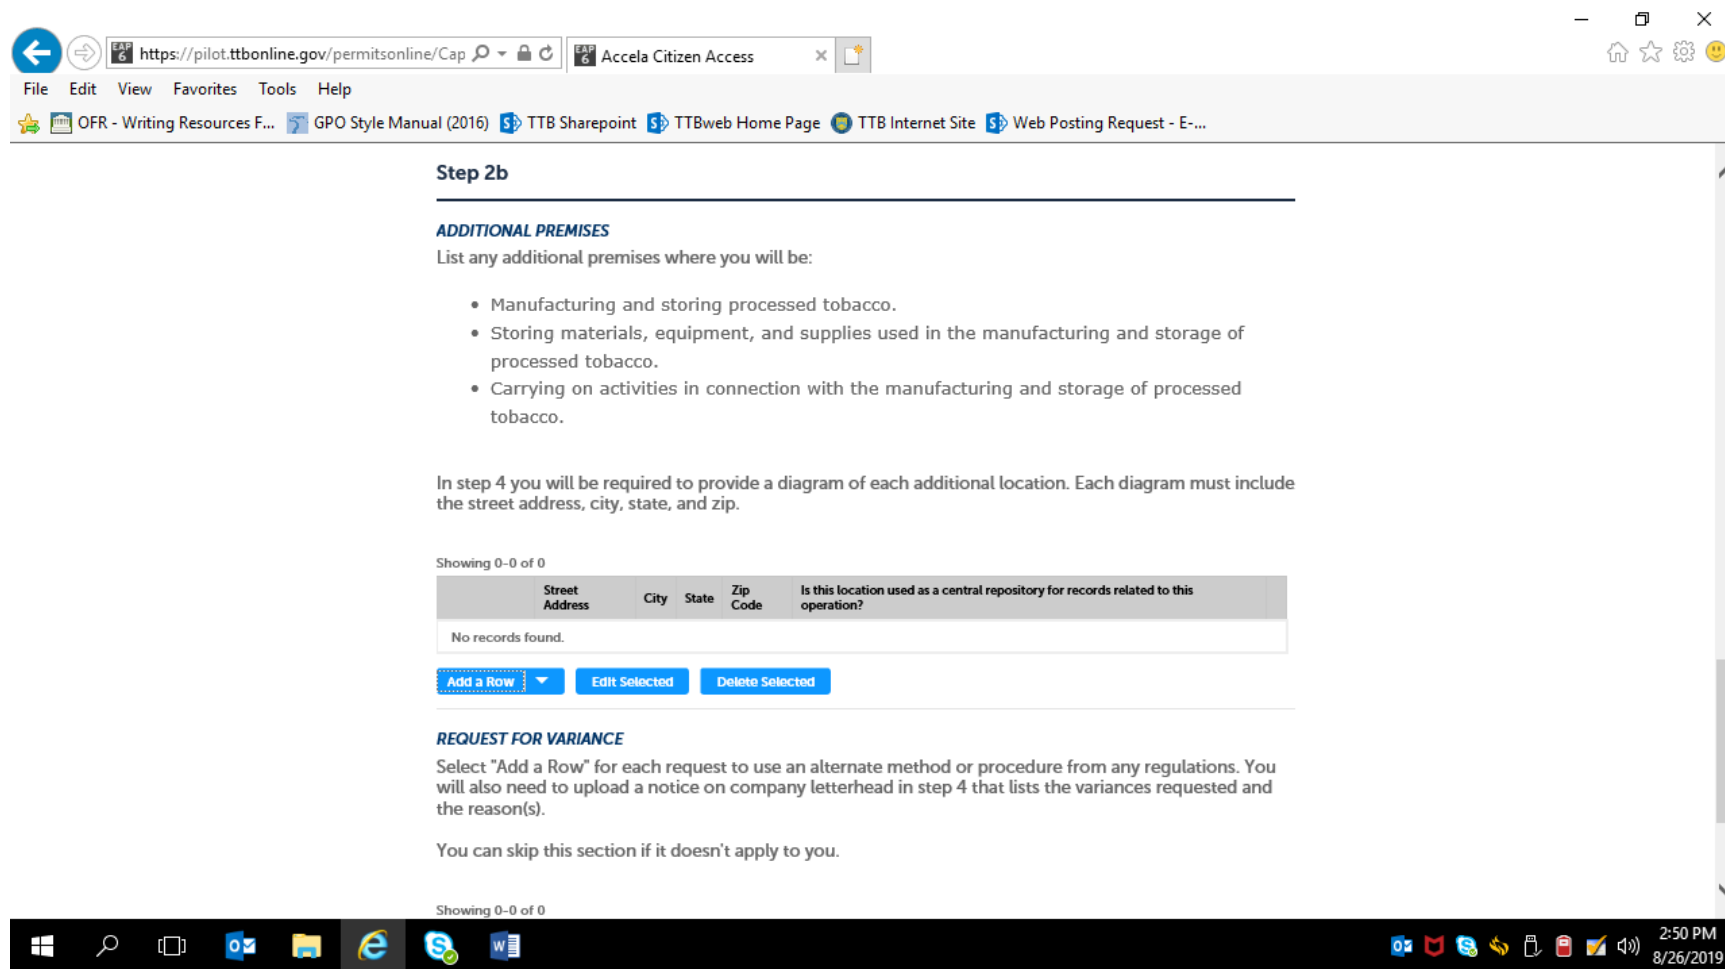 https://pilot.ttbonline.gov/permitsonline/Cap
Accela Citizen Access
File Edit View Favorites Tools Help
OFR - Writing Resources F... GPO Style Manual (2016) TTB Sharepoint TTBweb Home Page TTB Internet Site Web Posting Request - E-...
Step 2b
ADDITIONAL PREMISES
List any additional premises where you will be:
• Manufacturing and storing processed tobacco.
• Storing materials, equipment, and supplies used in the manufacturing and storage of
processed tobacco.
• Carrying on activities in connection with the manufacturing and storage of processed
tobacco.
In step 4 you will be required to provide a diagram of each additional location. Each diagram must include
the street address, city, state, and zip.
Showing 0-0 of 0
Street Address City State Zip Code Is this location used as a central repository for records related to this operation?
No records found.
Add a Row Edit Selected Delete Selected
REQUEST FOR VARIANCE
Select "Add a Row" for each request to use an alternate method or procedure from any regulations. You
will also need to upload a notice on company letterhead in step 4 that lists the variances requested and
the reason(s).
You can skip this section if it doesn't apply to you.
Showing 0-0 of 0
2:50 PM
8/26/2019